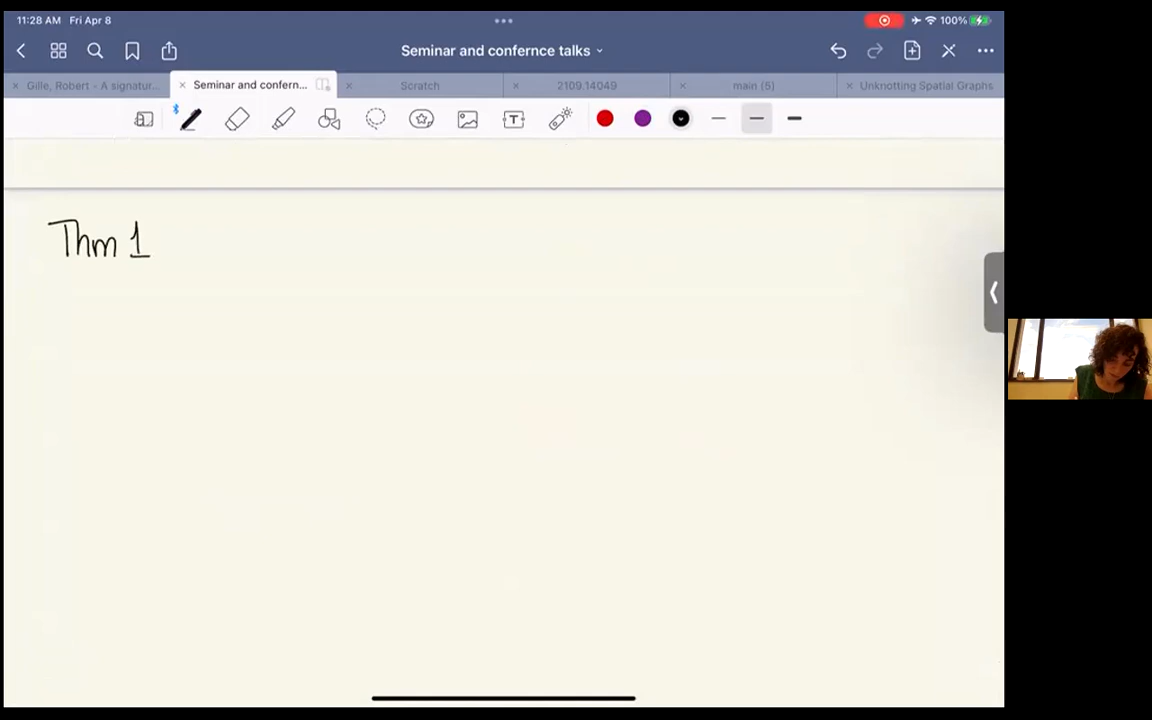 11:28 AM Fri Apr 8
100%
Seminar and confernce talks
Gille, Robert - A signatur...
Seminar and confern...
Scratch
2109.14049
main (5)
Unknotting Spatial Graphs
T
Thm 1